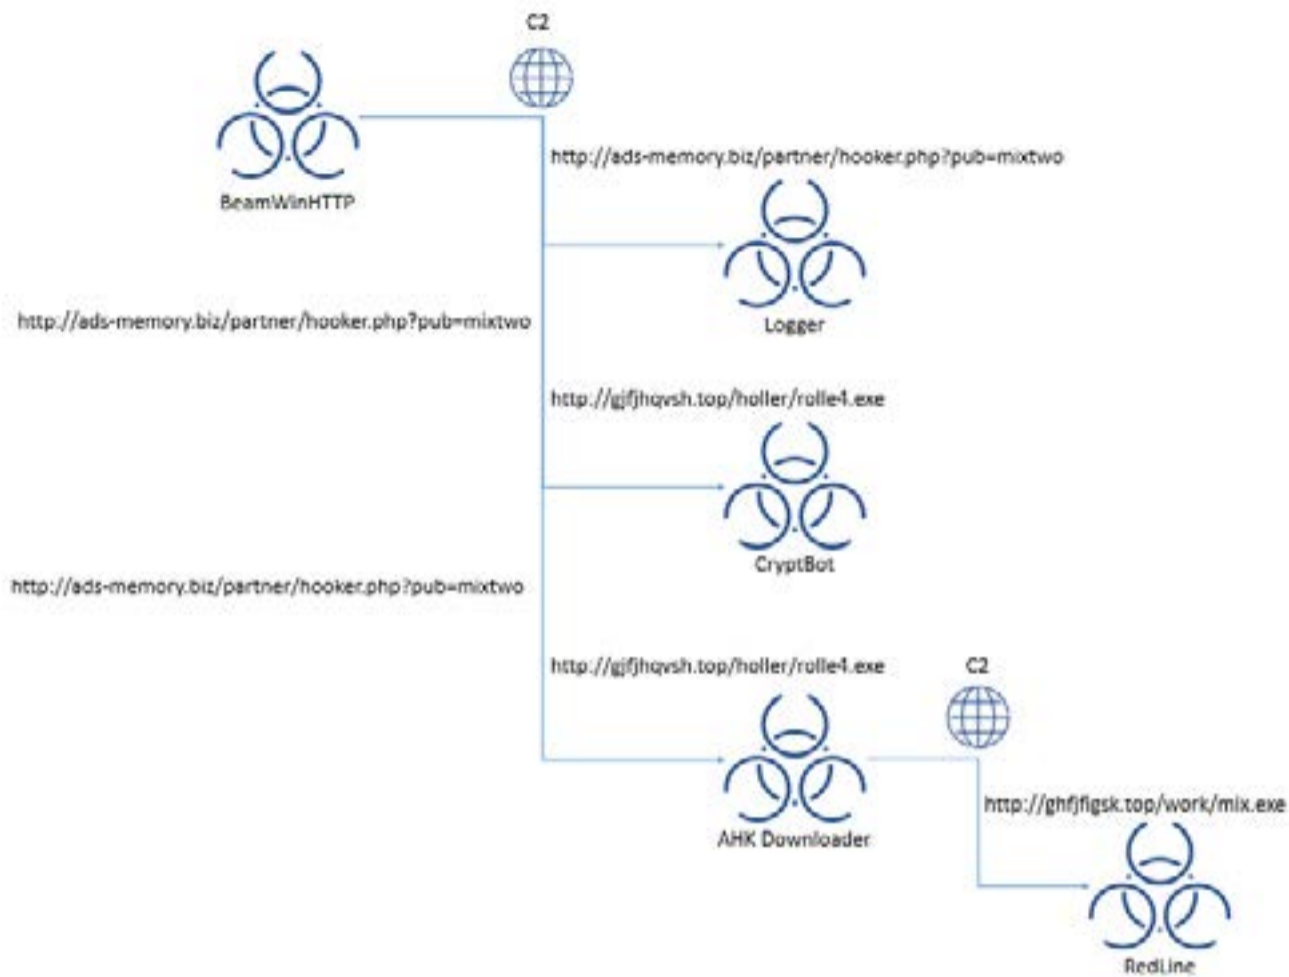 C2
http://ads-memory.biz/partner/hooker.php?pub=mixtwo
BeamWinHTTP
Logger
http://ads-memory.biz/partner/hooker.php?pub=mixtwo
http://gjfjhqvsh.top/holler/rolle4.exe
CryptBot
http://ads-memory.biz/partner/hooker.php?pub=mixtwo
http://gjfjhqvsh.top/holler/rolle4.exe
C2
AHK Downloader
http://ghfjfigsk.top/work/mix.exe
RedLine